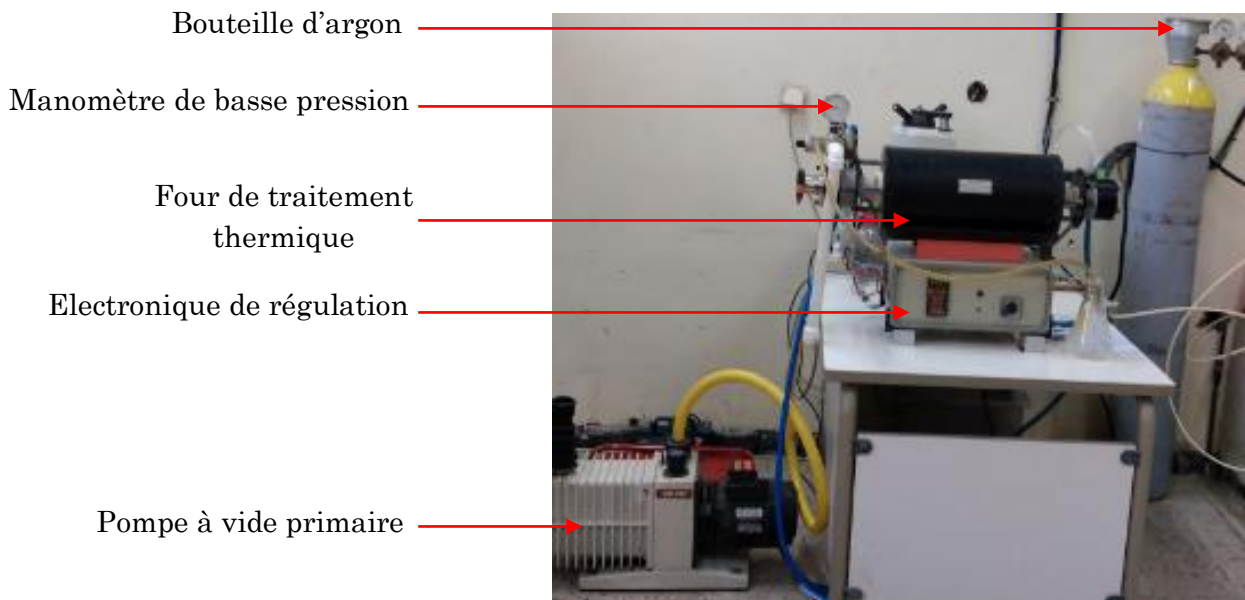 Bouteille d'argon
Manomètre de basse pression
Four de traitement
thermique
Electronique de régulation
Pompe à vide primaire